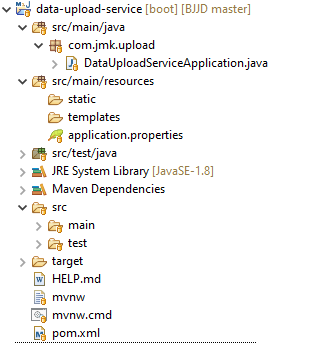 data-upload-service [boot] [BJJD master]
src/main/java
com.jmk.upload
DataUploadServiceApplication.java
src/main/resources
static
templates
application.properties
src/test/java
JRE System Library [JavaSE-1.8]
Maven Dependencies
src
main
test
target
HELP.md
mvnw
mvnw.cmd
pom.xml